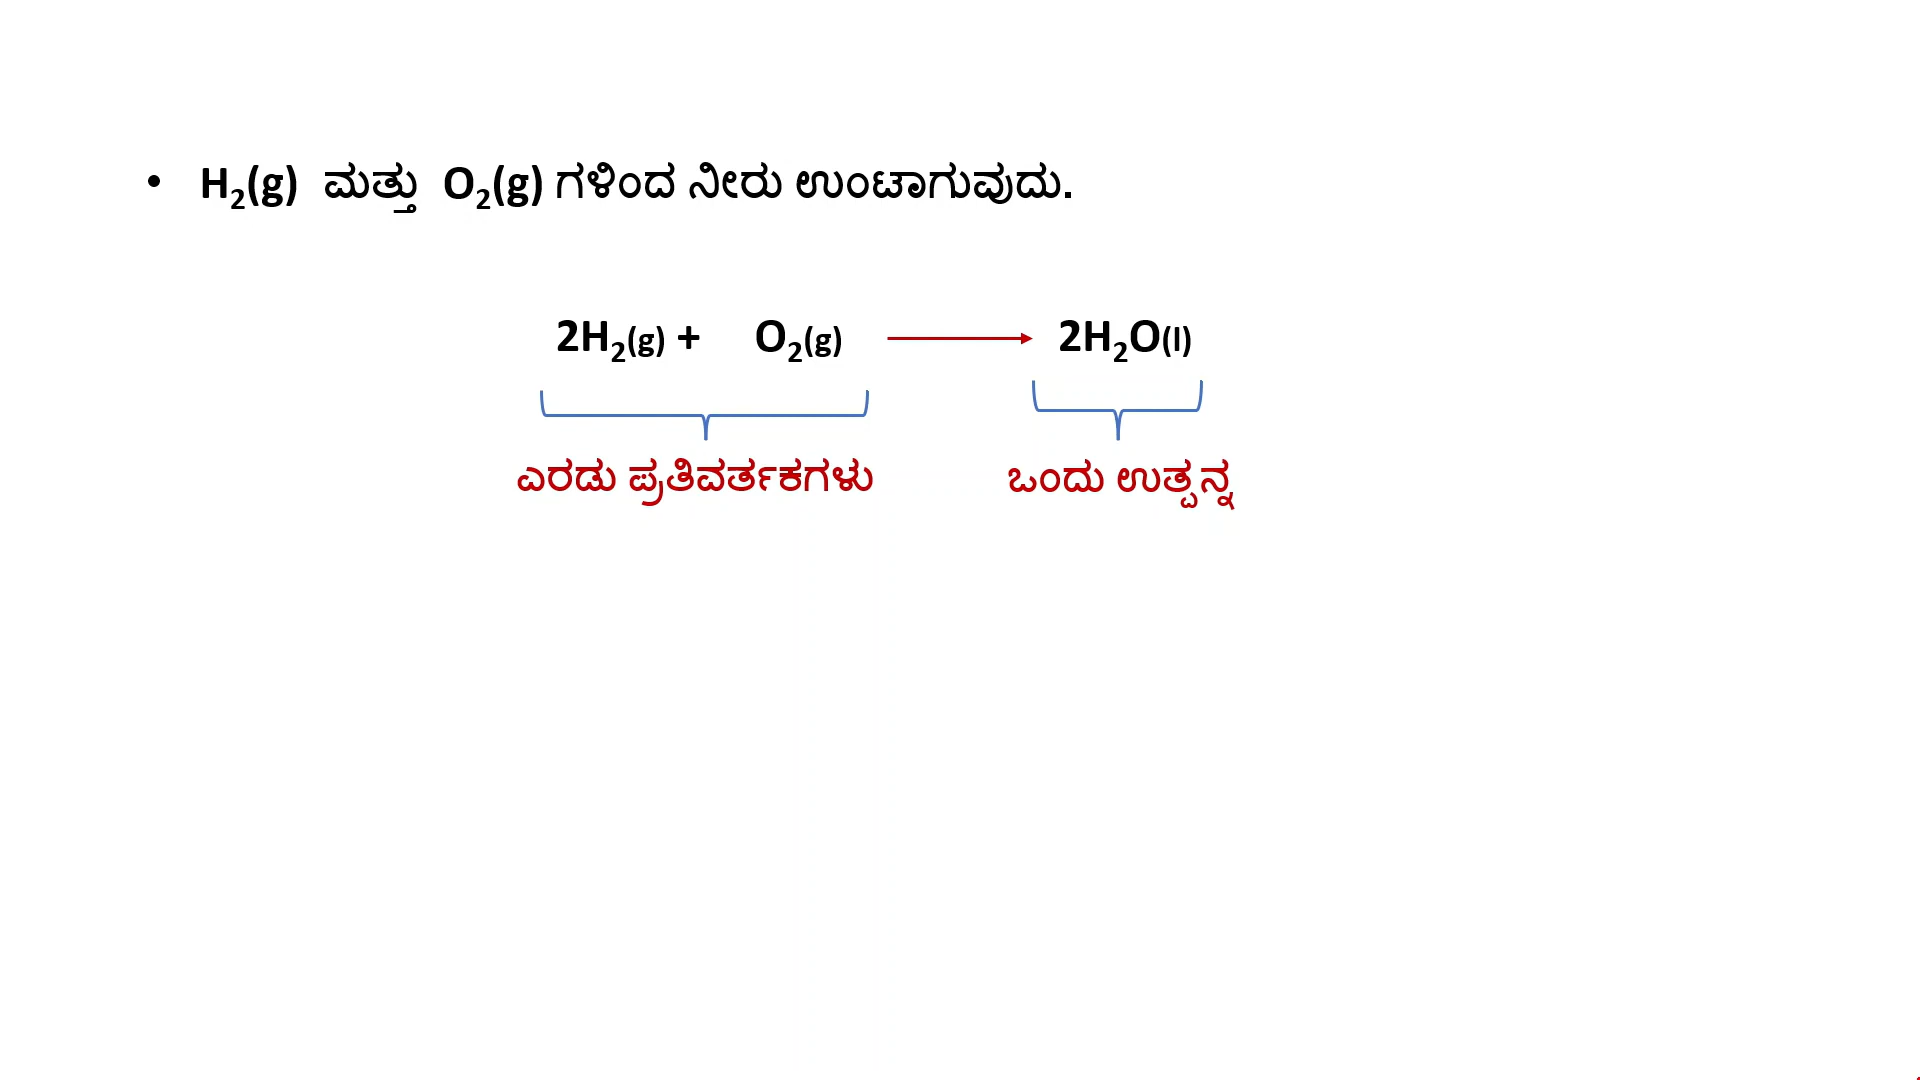 • H₂(g) ಮತ್ತು O₂(g) ಗಳಿಂದ ನೀರು ಉಂಟಾಗುವುದು.
2H₂(g) + O₂(g) → 2H₂O(l)
ಎರಡು ಪ್ರತಿವರ್ತಕಗಳು ಒಂದು ಉತ್ಪನ್ನ